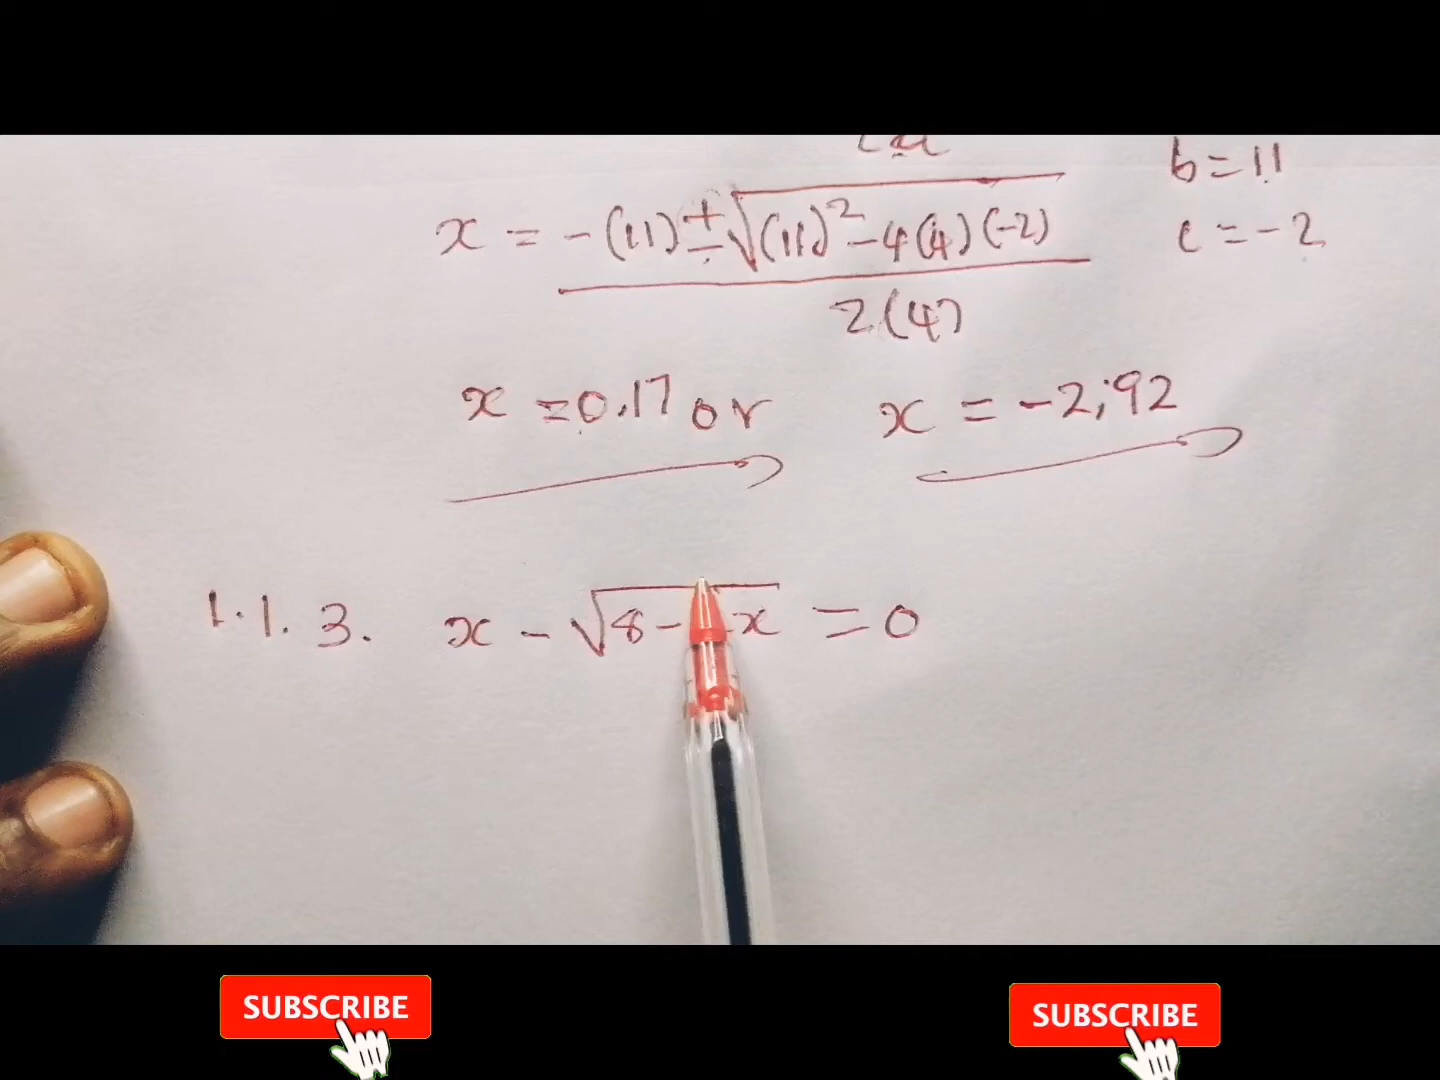 b = 11
x = -(11) ± √(11)² - 4(4)(-2)
c = -2
2(4)
x = 0.17 or x = -2,92
1.1.3. x - √8 - x = 0
SUBSCRIBE SUBSCRIBE